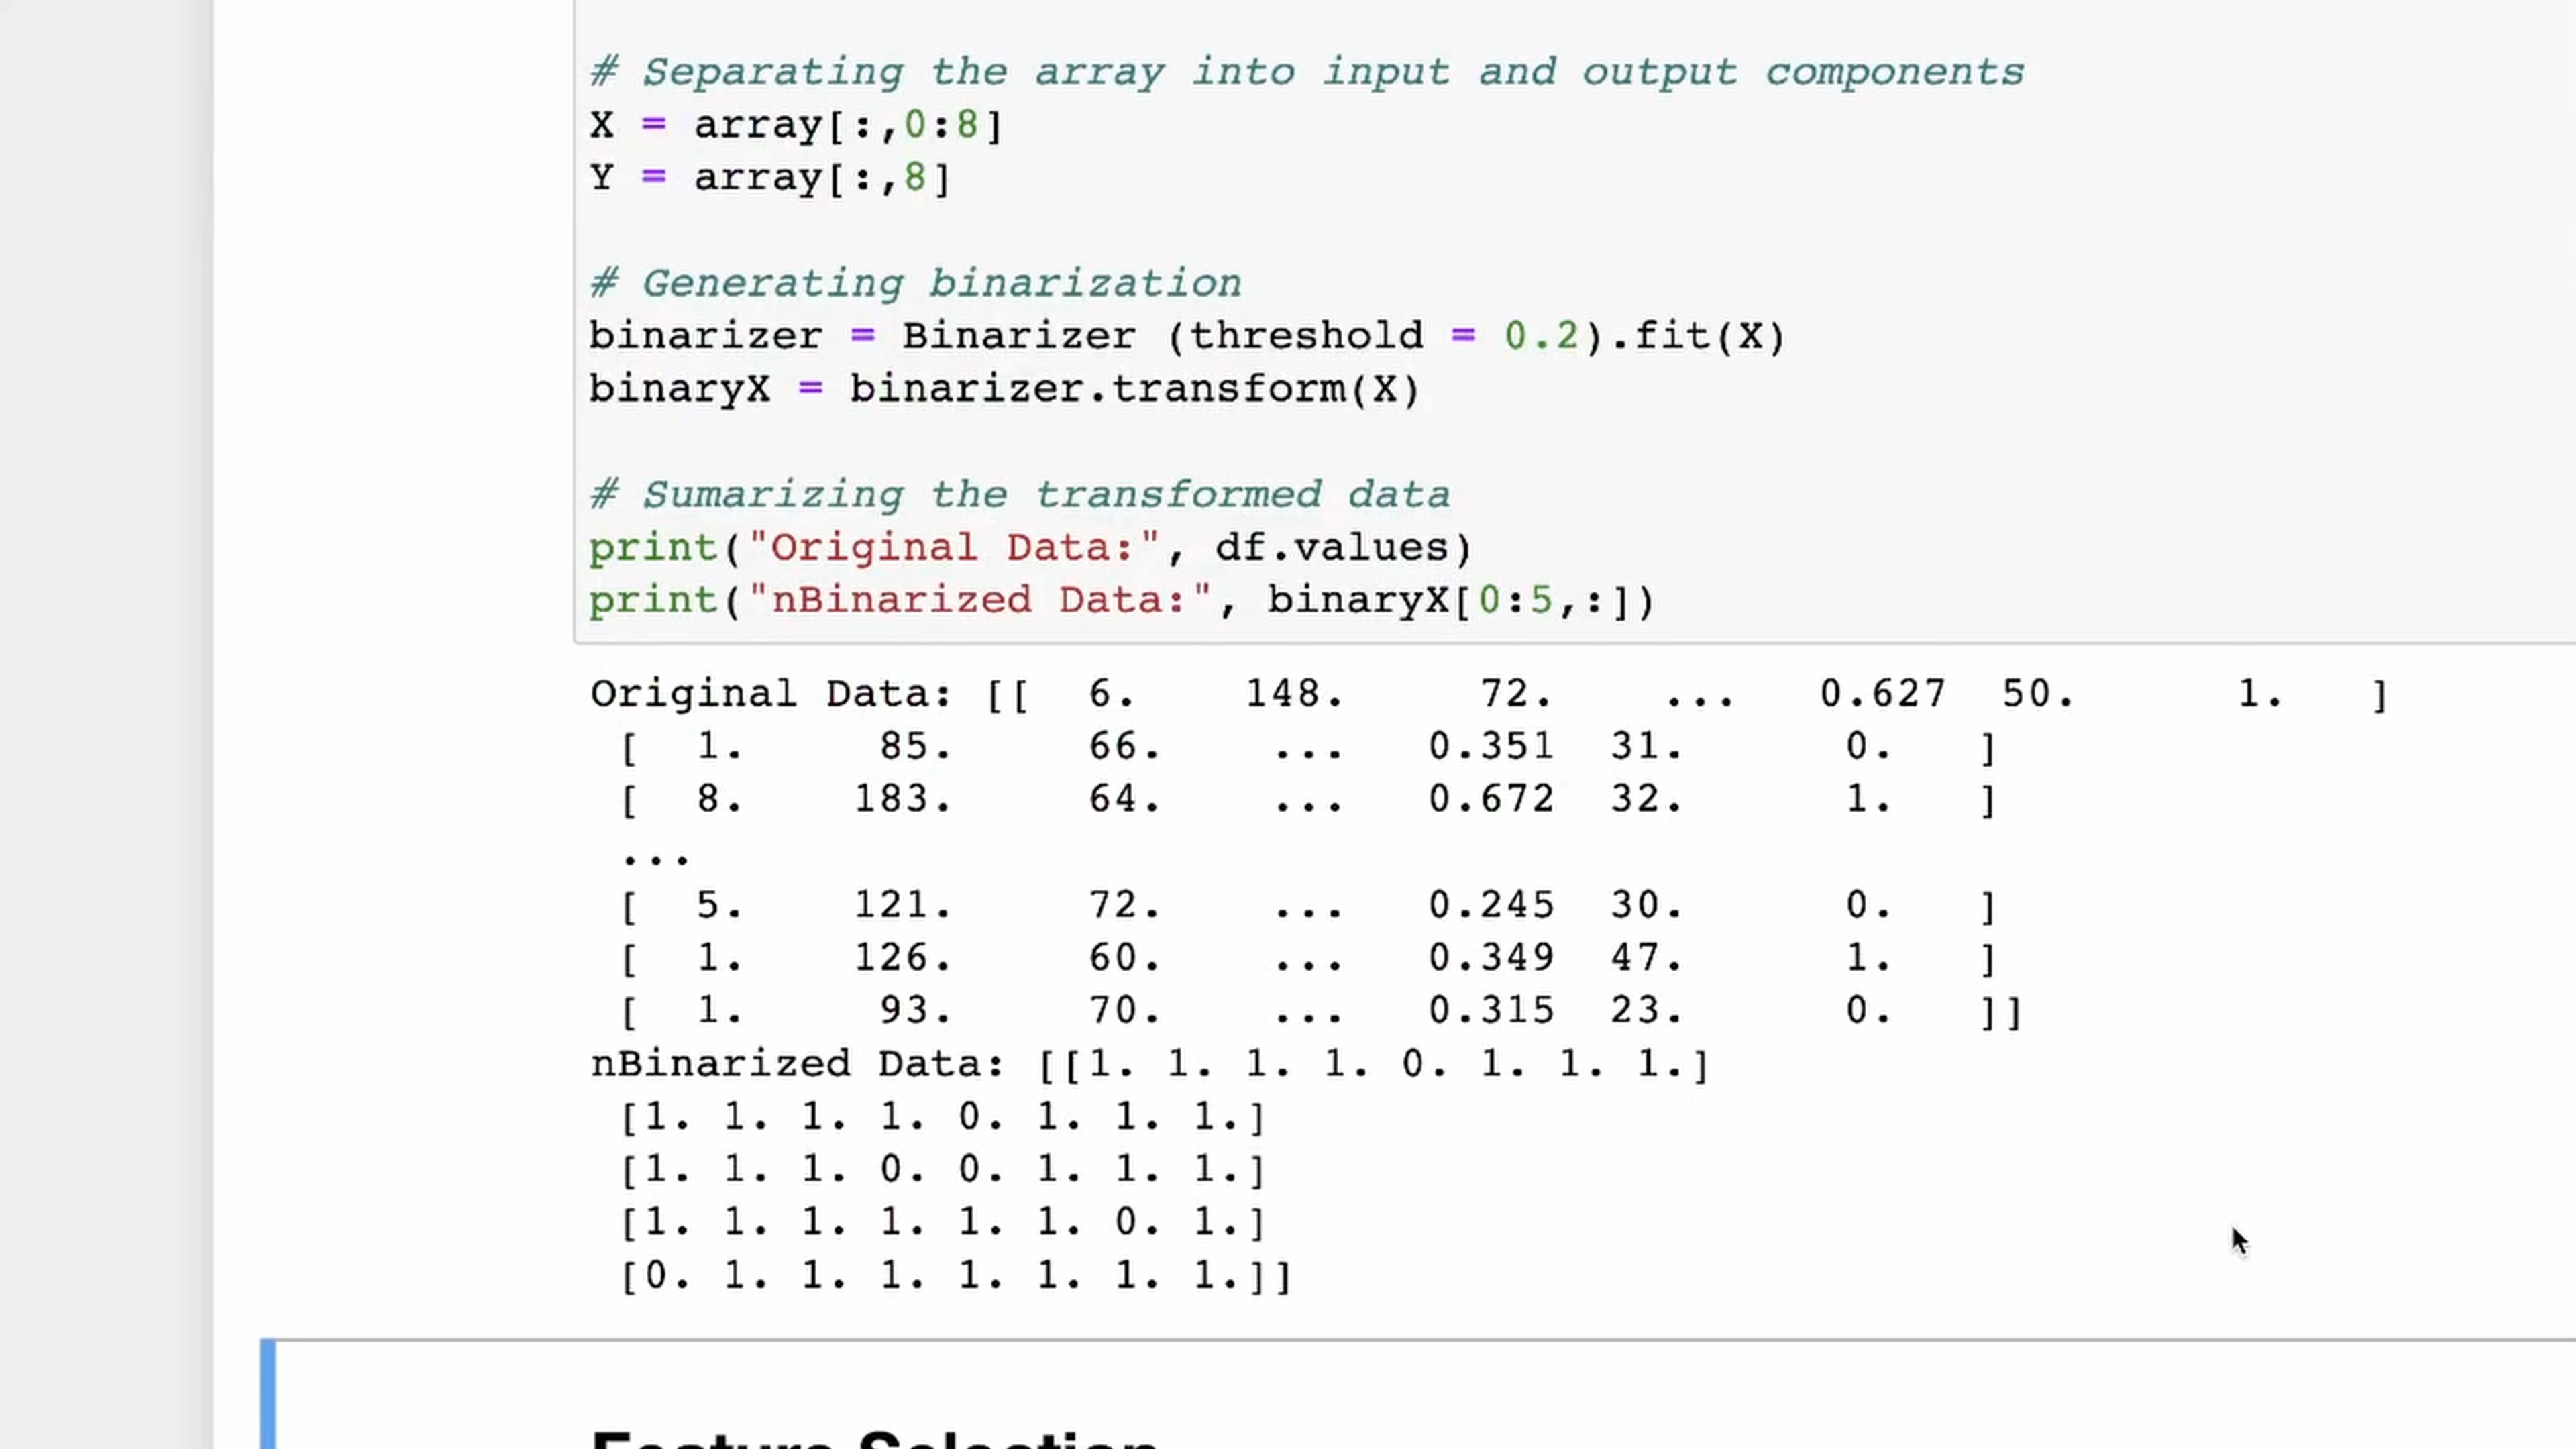 # Separating the array into input and output components
X = array[:,0:8]
Y = array[:,8]
# Generating binarization
binarizer = Binarizer (threshold = 0.2).fit(X)
binaryX = binarizer.transform(X)
# Sumarizing the transformed data
print("Original Data:", df.values)
print("nBinarized Data:", binaryX[0:5,:])
Original Data: [[ 6. 148. 72. ... 0.627 50. 1. ]
[ 1. 85. 66. ... 0.351 31. 0. ]
[ 8. 183. 64. ... 0.672 32. 1. ]
...
[ 5. 121. 72. ... 0.245 30. 0. ]
[ 1. 126. 60. ... 0.349 47. 1. ]
[ 1. 93. 70. ... 0.315 23. 0. ]]
nBinarized Data: [[1. 1. 1. 1. 0. 1. 1. 1.]
[1. 1. 1. 1. 0. 1. 1. 1.]
[1. 1. 1. 0. 0. 1. 1. 1.]
[1. 1. 1. 1. 1. 1. 0. 1.]
[0. 1. 1. 1. 1. 1. 1. 1.]]
Feature Selection